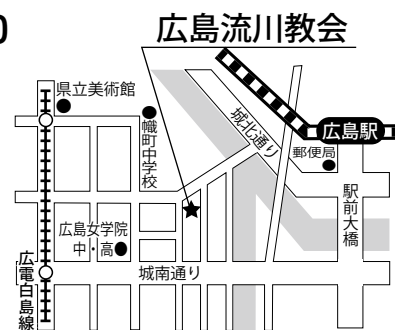 広島流川教会
県立美術館
幟町中学校
城北通り
広島駅
郵便局
駅前大橋
広島女学院
中・高
城南通り
広電白島線